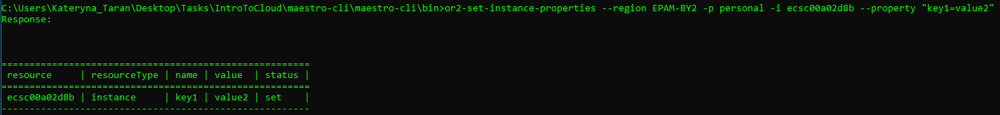 C:\Users\Kateryna_Taran\Desktop\Tasks\IntroToCloud\maestro-cli\maestro-cli\bin>or2-set-instance-properties --region EPAM-BY2 -p personal -i ecsc00a02d8b --property "key1=value2"
Response:
=======================================================
resource     | resourceType | name | value  | status |
=======================================================
ecsc00a02d8b | instance     | key1 | value2 | set    |
-------------------------------------------------------